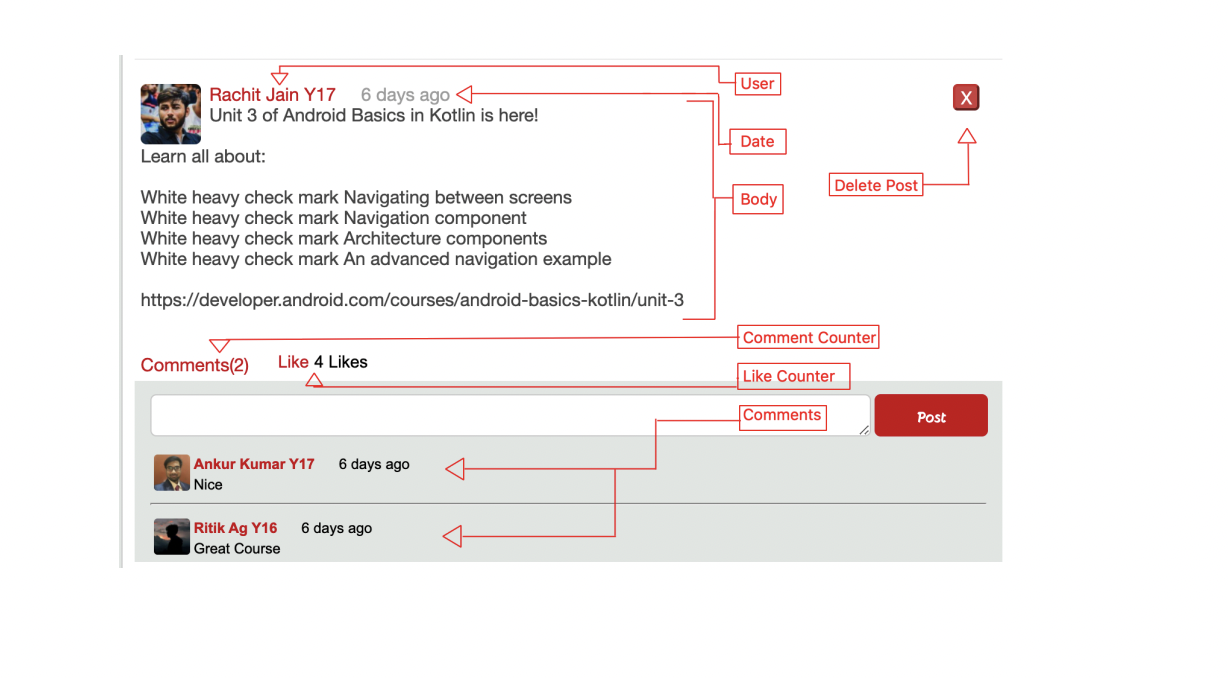 User
Rachit Jain Y17 6 days ago
X
Unit 3 of Android Basics in Kotlin is here!
Date
Learn all about:
Delete Post
White heavy check mark Navigating between screens
Body
White heavy check mark Navigation component
White heavy check mark Architecture components
White heavy check mark An advanced navigation example
https://developer.android.com/courses/android-basics-kotlin/unit-3
Comment Counter
Comments(2) Like 4 Likes
Like Counter
Comments
Post
Ankur Kumar Y17 6 days ago
Nice
Ritik Ag Y16 6 days ago
Great Course